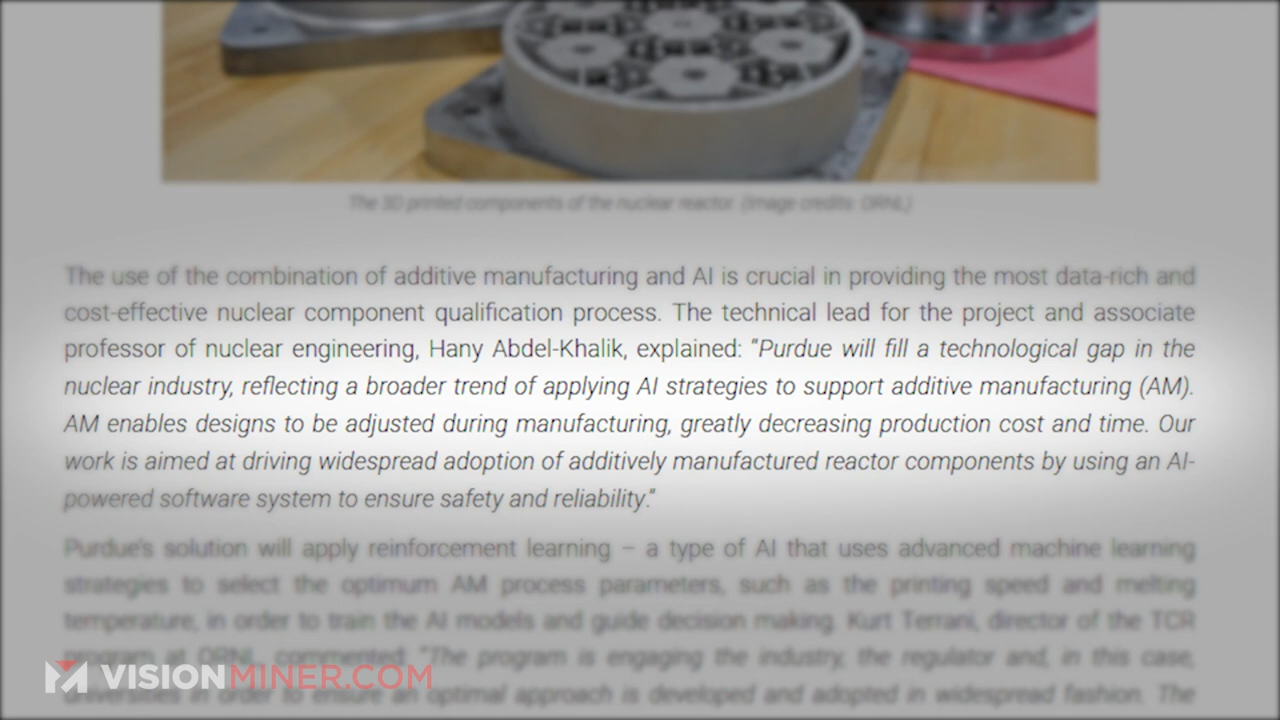 The 3D printed components of the nuclear reactor. (Image credits: ORNL)
The use of the combination of additive manufacturing and AI is crucial in providing the most data-rich and
cost-effective nuclear component qualification process. The technical lead for the project and associate
professor of nuclear engineering, Hany Abdel-Khalik, explained: “Purdue will fill a technological gap in the
nuclear industry, reflecting a broader trend of applying AI strategies to support additive manufacturing (AM).
AM enables designs to be adjusted during manufacturing, greatly decreasing production cost and time. Our
work is aimed at driving widespread adoption of additively manufactured reactor components by using an AI-
powered software system to ensure safety and reliability.”
Purdue's solution will apply reinforcement learning – a type of AI that uses advanced machine learning
strategies to select the optimum AM process parameters, such as the printing speed and melting
temperature, in order to train the AI models and guide decision making. Kurt Terrani, director of the TCR
program at ORNL, commented: “The program is engaging the industry, the regulator and, in this case,
universities in order to ensure an optimal approach is developed and adopted in widespread fashion. The
VISIONMINER.COM